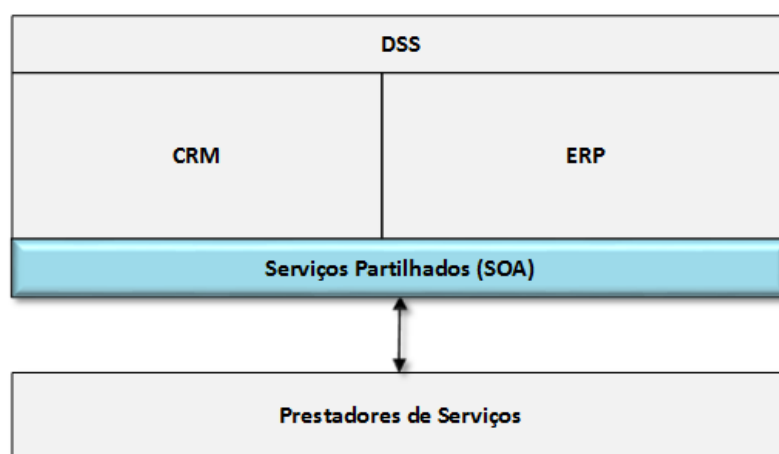 DSS
CRM
ERP
Serviços Partilhados (SOA)
Prestadores de Serviços